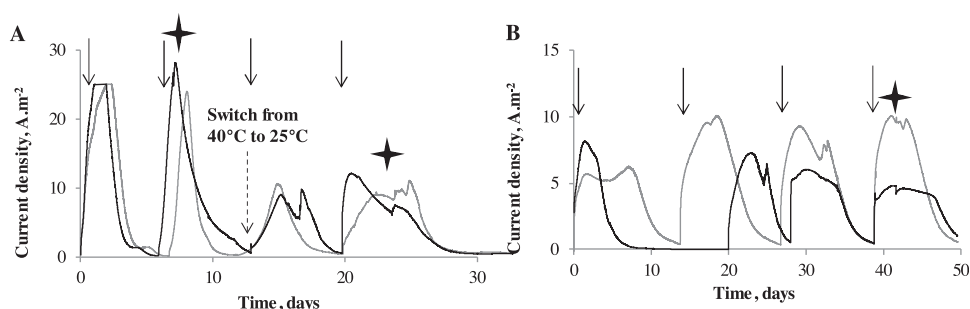 A
Current density, A.m-2
30
20
10
0
Switch from
40°C to 25°C
0 10 20 30
Time, days
B
Current density, A.m-2
15
10
5
0
0 10 20 30 40 50
Time, days